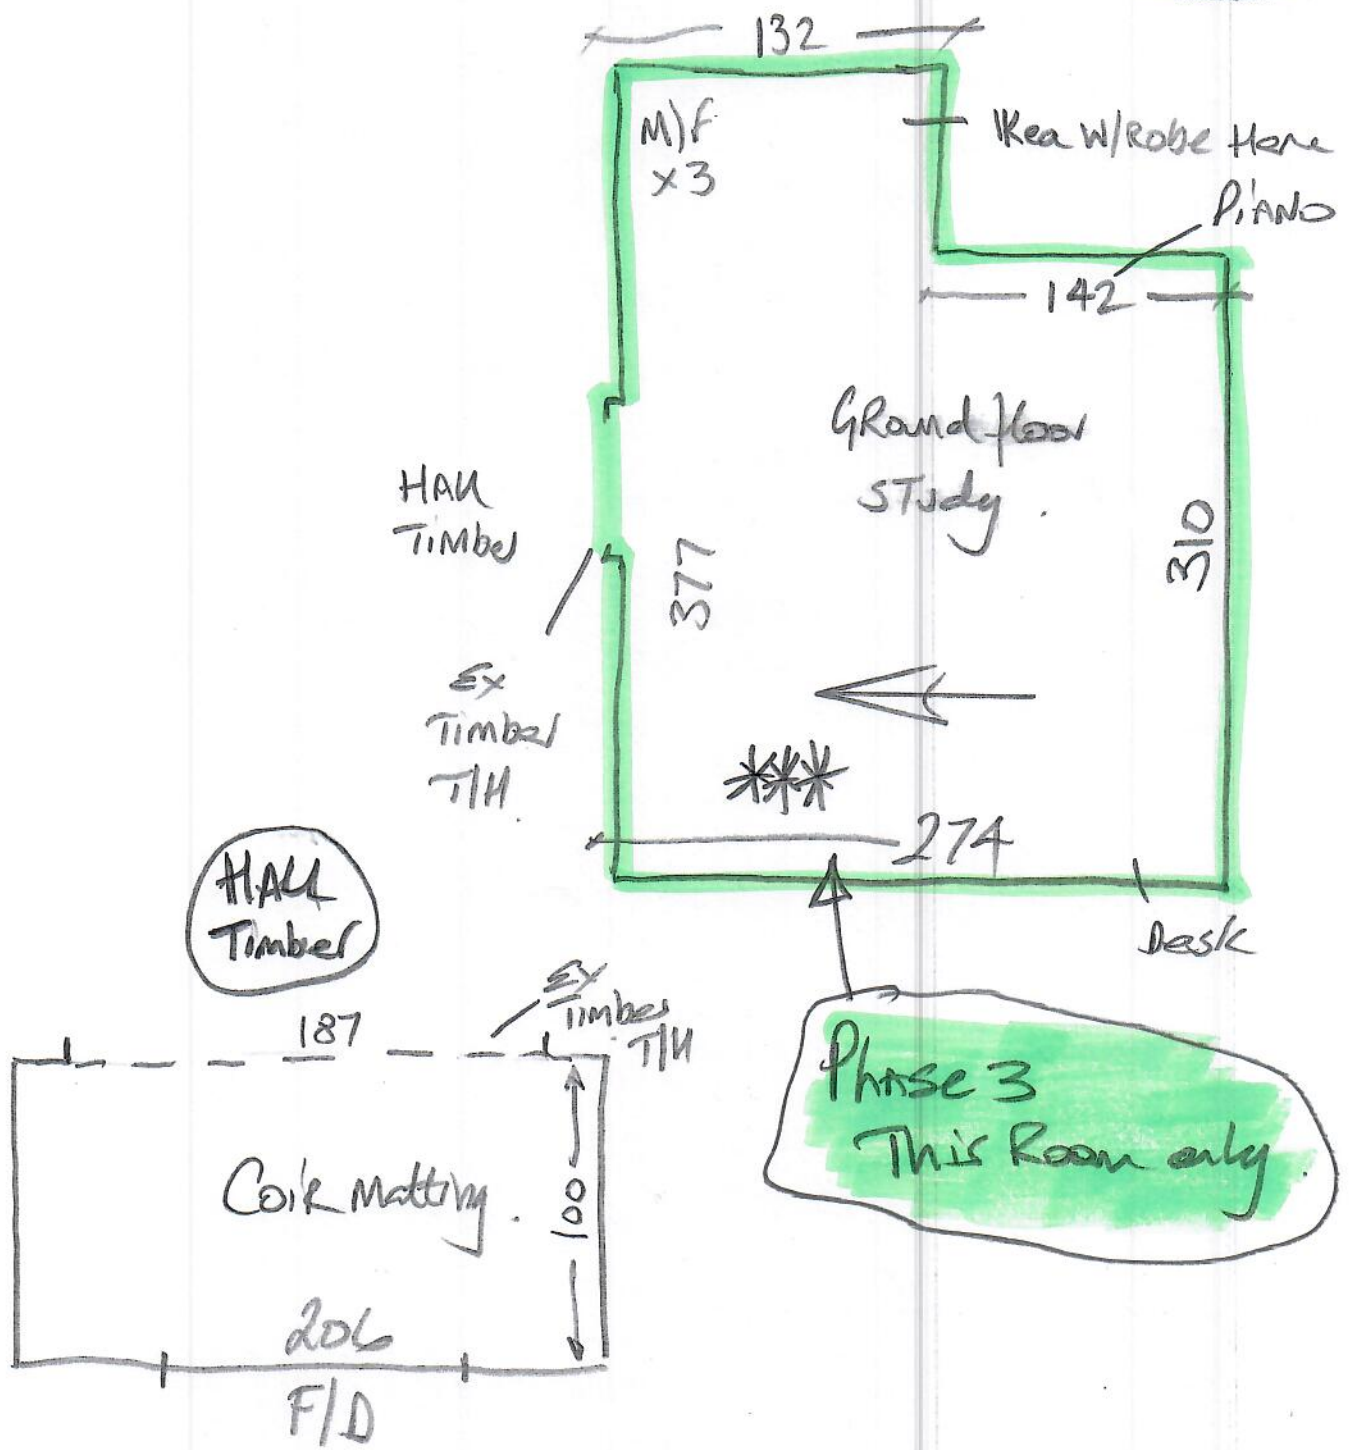 132
M/F
x3
Ikea W/Robe Here
PIANO
142
Ground floor
Study.
HALL
Timber
377
310
Ex
Timber
T/H.
***
274
Desk
HALL
Timber
187
Ex
Timber
T/H
Coir Matting.
100
206
F/D
Phase 3
This Room only.